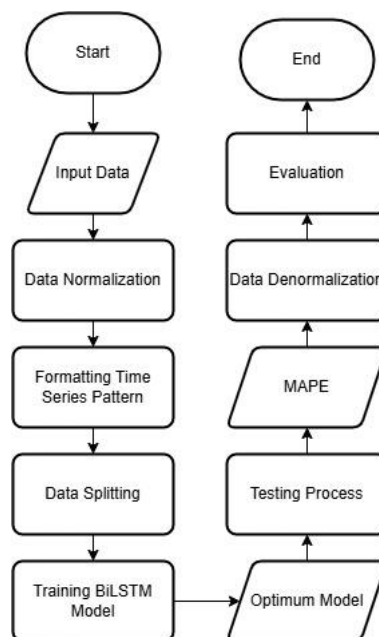 Start
Input Data
Data Normalization
Formatting Time
Series Pattern
Data Splitting
Training BiLSTM
Model
Optimum Model
Testing Process
MAPE
Data Denormalization
Evaluation
End